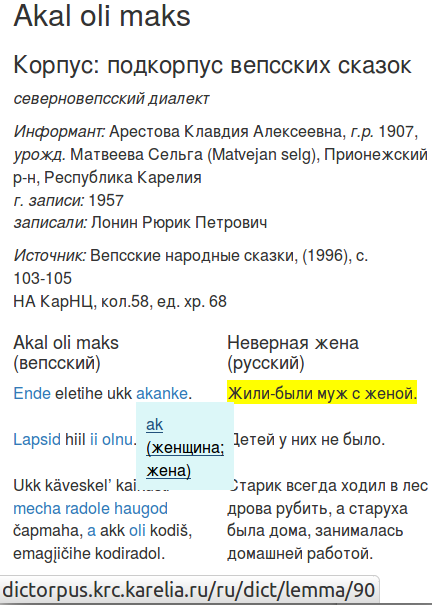 Akal oli maks
Корпус: подкорпус вепсских сказок
северновепсский диалект
Информант: Арестова Клавдия Алексеевна, г.р. 1907,
урожд. Матвеева Сельга (Matvejan selg), Прионежский
р-н, Республика Карелия
г. записи: 1957
записали: Лонин Рюрик Петрович
Источник: Вепсские народные сказки, (1996), с.
103-105
НА КарНЦ, кол.58, ед. хр. 68
Akal oli maks
(вепсский)
Ende eletihe ukk akanke.
ak
(женщина;
жена)
Lapsid hiil ii olnu.
Ukk käveskel’
mecha radole haugod
čapmaha, a akk oli kodiš,
emagjičihe kodiradol.
Неверная жена
(русский)
Жили-были муж с женой.
Детей у них не было.
Старик всегда ходил в лес
дрова рубить, а старуха
была дома, занималась
домашней работой.
dictorpus.krc.karelia.ru/ru/dict/lemma/90